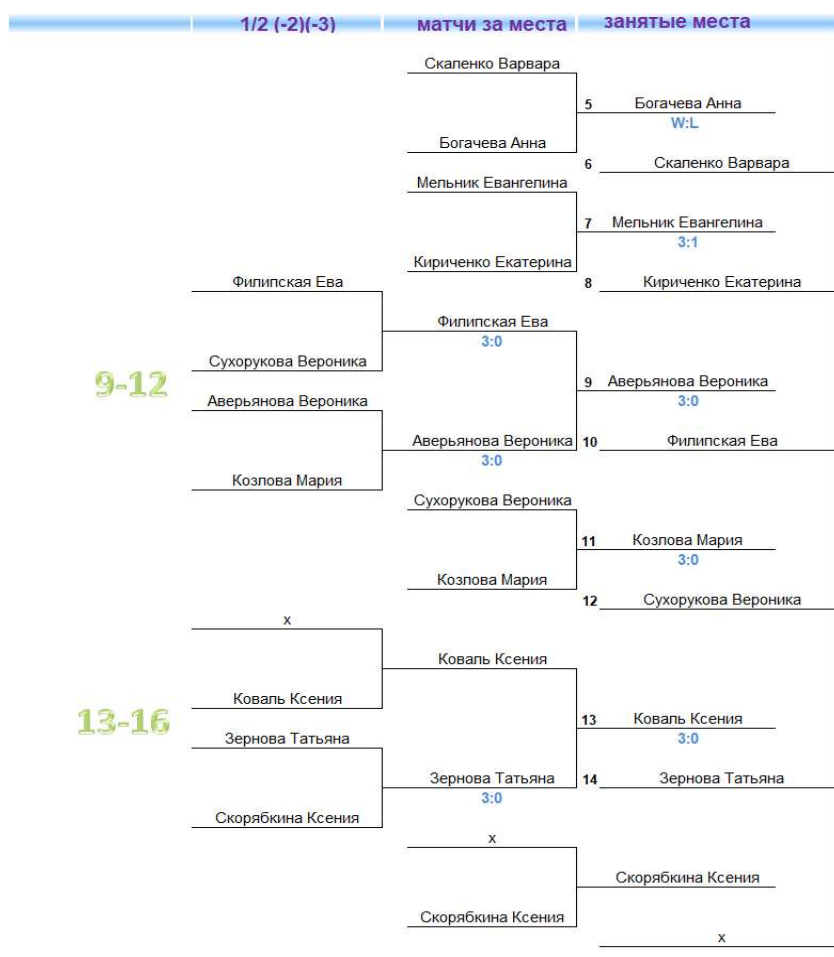 1/2 (-2)(-3) матчи за места занятые места
Скаленко Варвара
5 Богачева Анна
W:L
Богачева Анна
6 Скаленко Варвара
Мельник Евангелина
7 Мельник Евангелина
3:1
Кириченко Екатерина
8 Кириченко Екатерина
Филипская Ева
Филипская Ева
3:0
Сухорукова Вероника
9-12
9 Аверьянова Вероника
3:0
Аверьянова Вероника
Аверьянова Вероника 10 Филипская Ева
3:0
Козлова Мария
Сухорукова Вероника
11 Козлова Мария
3:0
Козлова Мария
12 Сухорукова Вероника
x
Коваль Ксения
Коваль Ксения
13-16
13 Коваль Ксения
3:0
Зернова Татьяна
Зернова Татьяна 14 Зернова Татьяна
3:0
Скорябкина Ксения
x
Скорябкина Ксения
Скорябкина Ксения
x